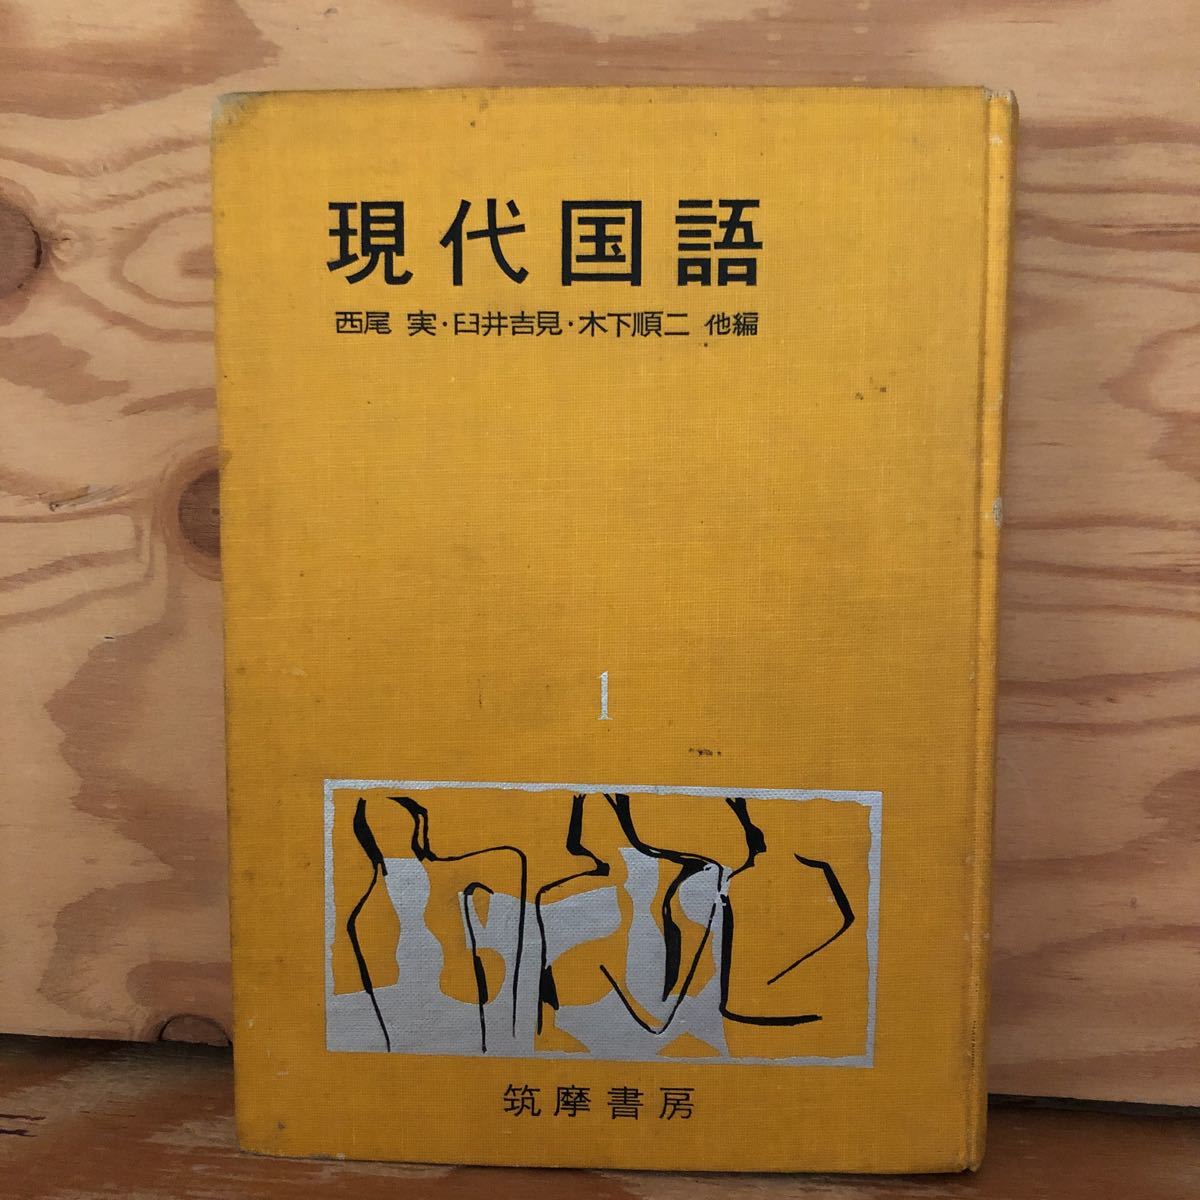 現代国語
西尾 実・臼井吉見・木下順二 他編
1
筑摩書房